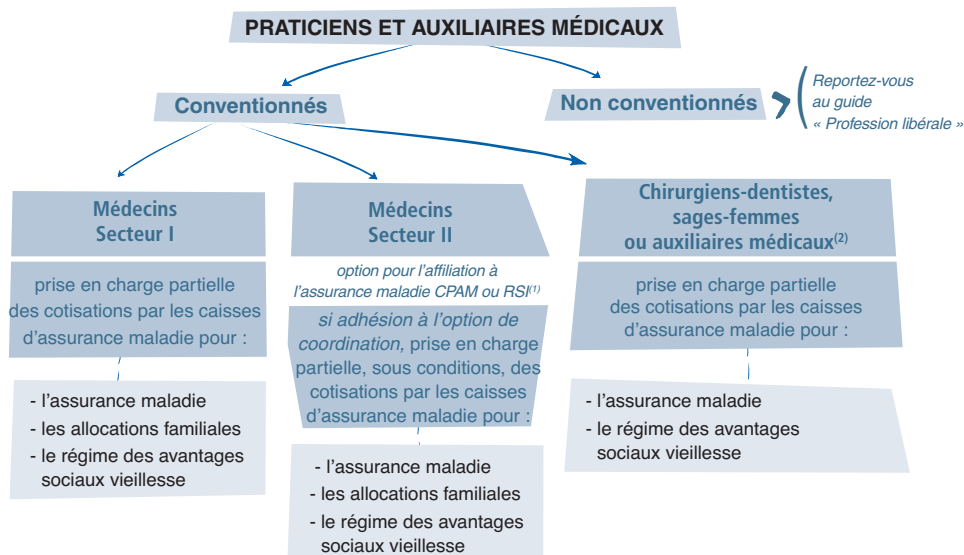 PRATICIENS ET AUXILIAIRES MÉDICAUX
Conventionnés
Non conventionnés
Reportez-vous
au guide
« Profession libérale »
Médecins
Secteur I
prise en charge partielle
des cotisations par les caisses
d’assurance maladie pour :
- l’assurance maladie
- les allocations familiales
- le régime des avantages
sociaux vieillesse
Médecins
Secteur II
option pour l’affiliation à
l’assurance maladie CPAM ou RSI(1)
si adhésion à l’option de
coordination, prise en charge
partielle, sous conditions, des
cotisations par les caisses
d’assurance maladie pour :
- l’assurance maladie
- les allocations familiales
- le régime des avantages
sociaux vieillesse
Chirurgiens-dentistes,
sages-femmes
ou auxiliaires médicaux(2)
prise en charge partielle
des cotisations par les caisses
d’assurance maladie pour :
- l’assurance maladie
- le régime des avantages
sociaux vieillesse